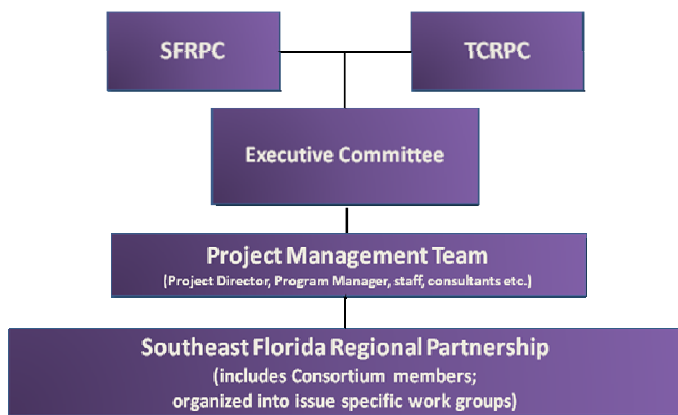 SFRPC
TCRPC
Executive Committee
Project Management Team
(Project Director, Program Manager, staff, consultants etc.)
Southeast Florida Regional Partnership
(includes Consortium members;
organized into issue specific work groups)